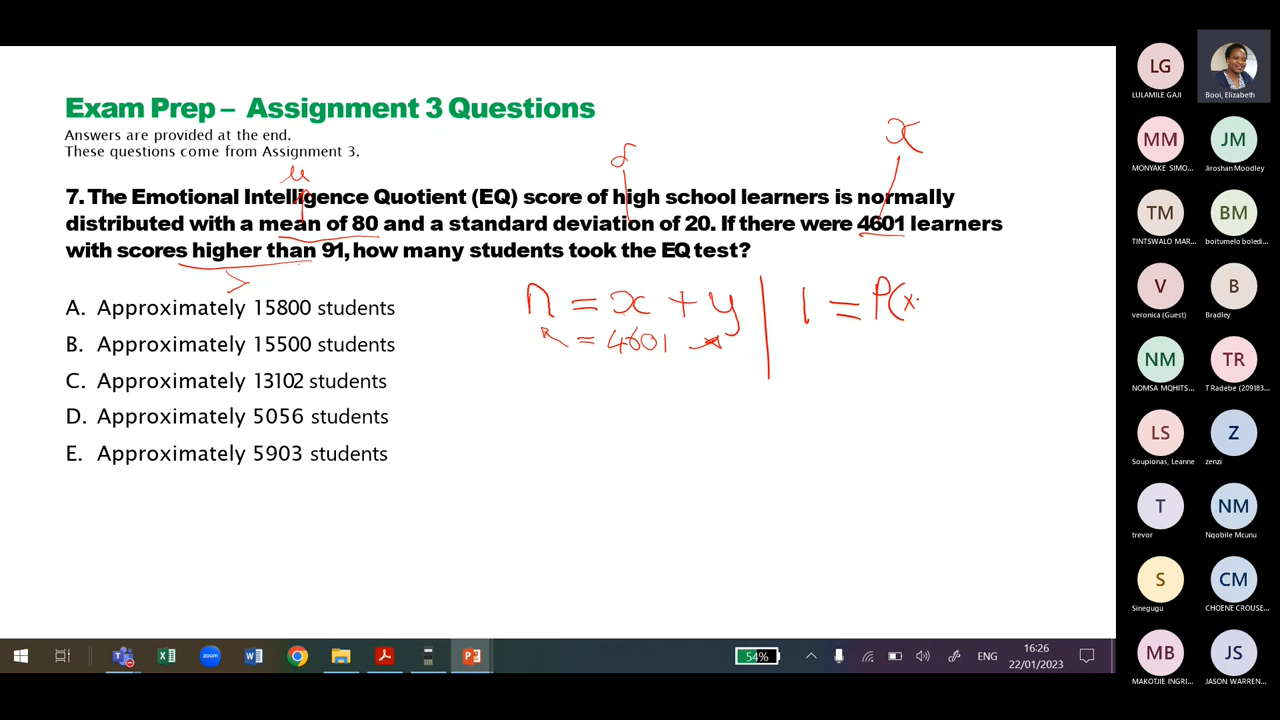 Exam Prep – Assignment 3 Questions
Answers are provided at the end.
These questions come from Assignment 3.
μ
δ
x
7. The Emotional Intelligence Quotient (EQ) score of high school learners is normally
distributed with a mean of 80 and a standard deviation of 20. If there were 4601 learners
with scores higher than 91, how many students took the EQ test?
>
A. Approximately 15800 students
B. Approximately 15500 students
C. Approximately 13102 students
D. Approximately 5056 students
E. Approximately 5903 students
n = x + y | 1 = P(x
= 4601
LG
LULAMILE GAJI
Booi, Elizabeth
MM
MONYAKE SIMO...
JM
Jiroshan Moodley
TM
TINTSWALO MAR...
BM
boitumelo boledi...
V
veronica (Guest)
B
Bradley
NM
NOMSA MQHITS...
TR
T Radebe (209183...
LS
Soupionas, Leanne
Z
zenzi
T
trevor
NM
Nqobile Mcunu
S
Sinegugu
CM
CHOENE CROUSE...
MB
MAKOTJIE INGRI...
JS
JASON WARREN...
zoom
54%
ENG
16:26
22/01/2023